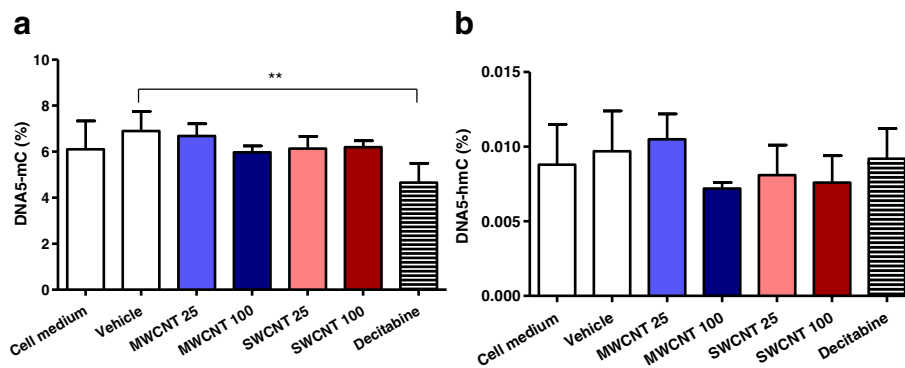 a
b
DNA5-mC (%)
10
8
6
4
2
0
**
Cell medium
Vehicle
MWCNT 25
MWCNT 100
SWCNT 25
SWCNT 100
Decitabine
DNA5-hmC (%)
0.015
0.010
0.005
0.000
Cell medium
Vehicle
MWCNT 25
MWCNT 100
SWCNT 25
SWCNT 100
Decitabine